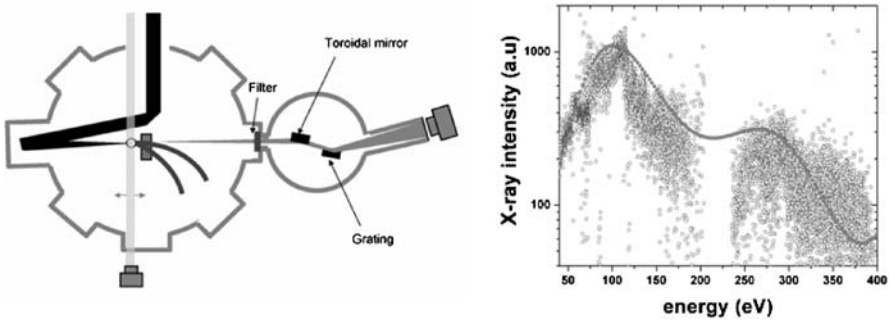 Toroidal mirror
Filter
Grating
X-ray intensity (a.u)
1000
100
50 100 150 200 250 300 350 400
energy (eV)